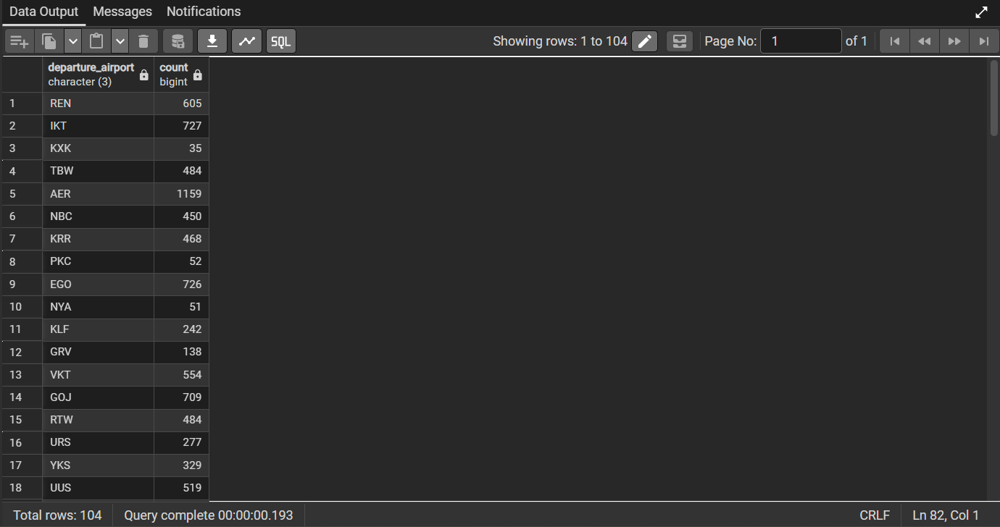 Data Output Messages Notifications
SQL Showing rows: 1 to 104 Page No: 1 of 1
departure_airport count
character (3) bigint
1 REN 605
2 IKT 727
3 KXK 35
4 TBW 484
5 AER 1159
6 NBC 450
7 KRR 468
8 PKC 52
9 EGO 726
10 NYA 51
11 KLF 242
12 GRV 138
13 VKT 554
14 GOJ 709
15 RTW 484
16 URS 277
17 YKS 329
18 UUS 519
Total rows: 104 Query complete 00:00:00.193 CRLF Ln 82, Col 1